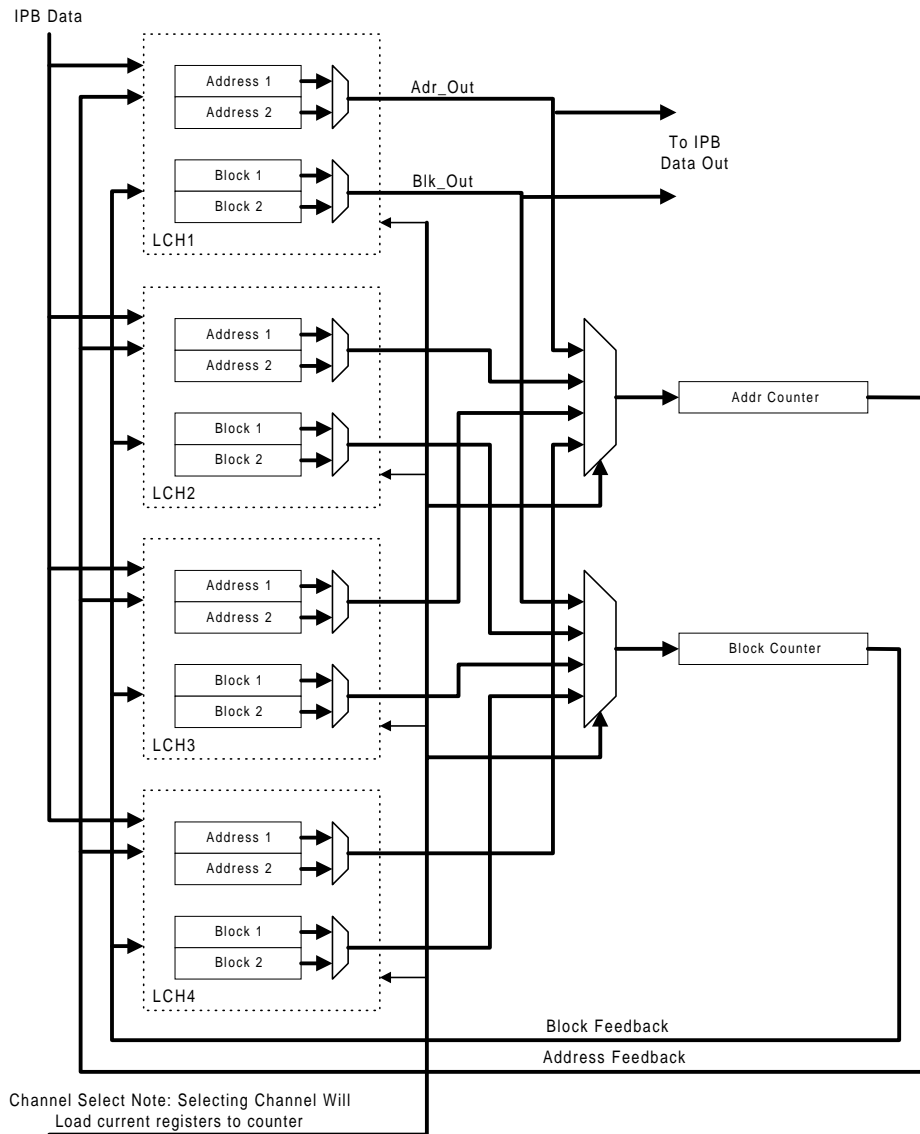 IPB Data
Address 1
Address 2
Adr_Out
To IPB
Data Out
Block 1
Block 2
Blk_Out
LCH1
Address 1
Address 2
Block 1
Block 2
LCH2
Addr Counter
Address 1
Address 2
Block 1
Block 2
LCH3
Block Counter
Address 1
Address 2
Block 1
Block 2
LCH4
Block Feedback
Address Feedback
Channel Select Note: Selecting Channel Will
Load current registers to counter